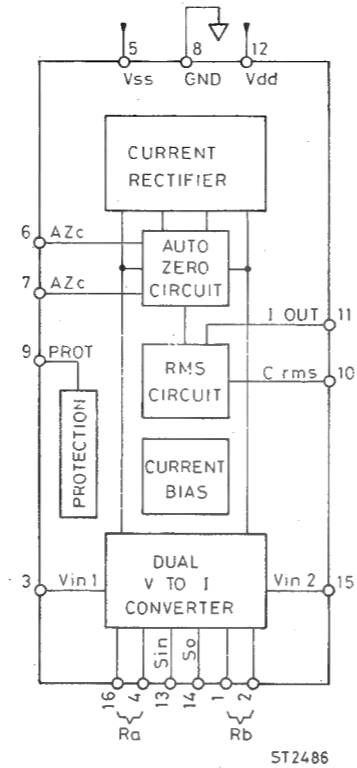 5 8 12
Vss GND Vdd
CURRENT
RECTIFIER
6 AZc
AUTO
ZERO
CIRCUIT
7 AZc
I OUT 11
9 PROT
RMS
CIRCUIT
C rms 10
PROTECTION
CURRENT
BIAS
DUAL
V TO I
CONVERTER
3 Vin 1
Vin 2 15
Sin So
16 4 13 14 1 2
Ra Rb
ST2486